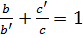 b/b′ + c′/c = 1